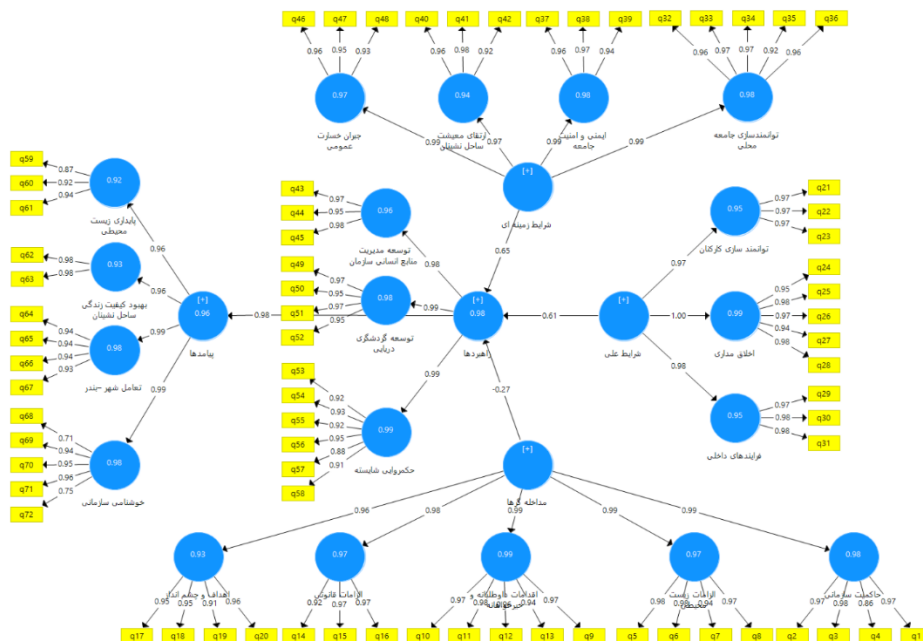 q46 q47 q48 q40 q41 q42 q37 q38 q39 q32 q33 q34 q35 q36
0.96 0.95 0.93 0.96 0.98 0.92 0.96 0.97 0.94 0.96 0.97 0.97 0.92 0.96
0.97 0.94 0.98 0.98
جبران خسارت عمومی
ارتقای معیشت ساحل نشینان
ایمنی و امنیت جامعه
توانمندسازی جامعه محلی
0.99 0.97 0.99 0.99
[+]
شرایط زمینه ای
0.65
q59 q60 q61
0.87 0.92 0.94
0.92
پایداری زیست محیطی
0.96
q62 q63
0.98 0.98
0.93
بهبود کیفیت زندگی ساحل نشینان
0.96
q64 q65 q66 q67
0.94 0.94 0.94 0.93
0.98
تعامل شهر –بندر
0.99
q68 q69 q70 q71 q72
0.71 0.94 0.95 0.96 0.75
0.98
خوشنامی سازمانی
0.99
[+]
0.96
پیامدها
0.98
q43 q44 q45
0.97 0.95 0.98
0.96
توسعه مدیریت منابع انسانی سازمان
0.98
q49 q50 q51 q52
0.97 0.95 0.97 0.95
0.98
توسعه گردشگری دریایی
0.99
q53 q54 q55 q56 q57 q58
0.92 0.93 0.92 0.95 0.88 0.91
0.99
حکمروایی شایسته
0.99
[+]
0.98
راهبردها
0.61
[+]
شرایط علی
0.97 1.00 0.98
q21 q22 q23
0.97 0.97 0.97
0.95
توانمند سازی کارکنان
q24 q25 q26 q27 q28
0.95 0.98 0.97 0.94 0.98
0.99
اخلاق مداری
q29 q30 q31
0.97 0.98 0.98
0.95
فرایندهای داخلی
-0.27
[+]
مداخله گرها
0.96 0.98 0.99 0.99 0.99
0.93 0.97 0.99 0.97 0.98
اهداف و چشم انداز
الزامات قانونی
اقدامات داوطلبانه و
الزامات زیست محیطی
حاکمیت سازمانی
0.95 0.95 0.91 0.96 0.92 0.97 0.97 0.97 0.98 0.94 0.97 0.94 0.97 0.97 0.98 0.86 0.97
q17 q18 q19 q20 q14 q15 q16 q10 q11 q12 q13 q9 q5 q6 q7 q8 q2 q3 q4 q1